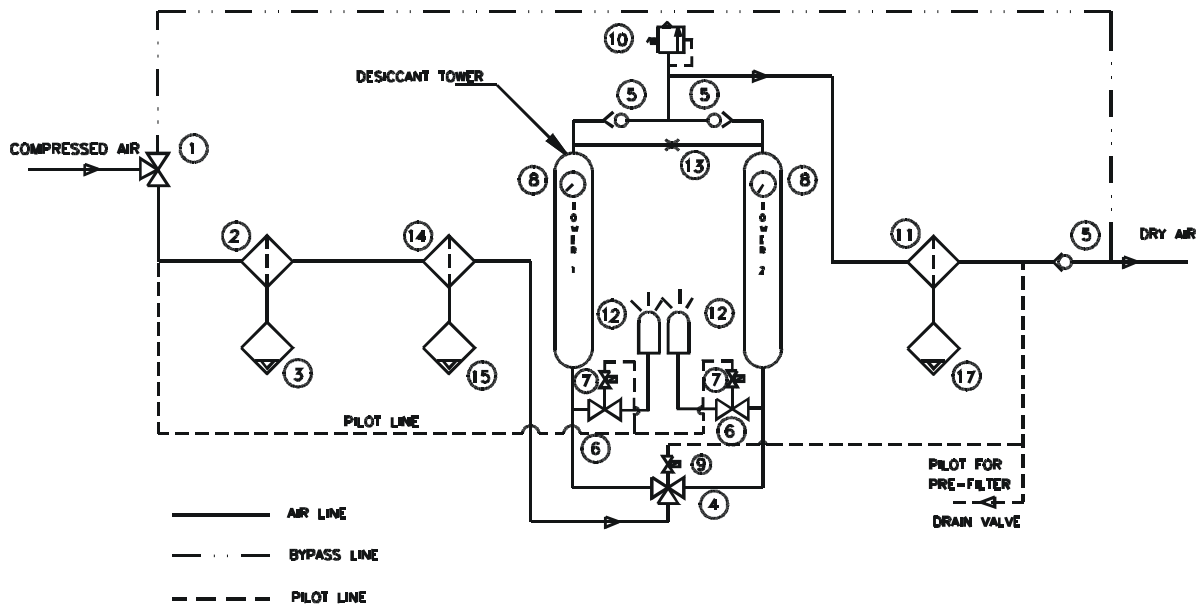 10
DESICCANT TOWER
5
5
COMPRESSED AIR
1
13
8
8
TOWER 1
TOWER 2
2
14
11
5
DRY AIR
12
12
3
15
7
7
17
PILOT LINE
6
6
9
4
PILOT FOR
PRE-FILTER
DRAIN VALVE
AIR LINE
BYPASS LINE
PILOT LINE